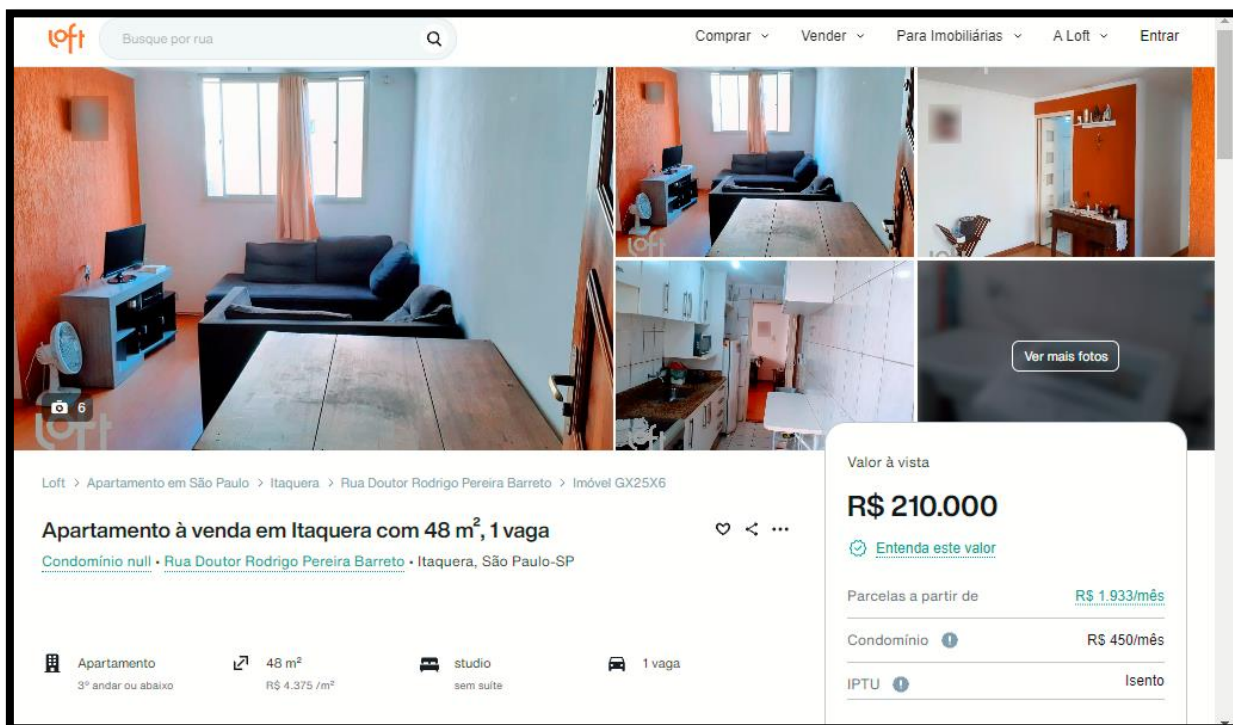 loft
Busque por rua
Comprar
Vender
Para Imobiliárias
A Loft
Entrar
loft
loft
loft
loft
6
Ver mais fotos
Loft > Apartamento em São Paulo > Itaquera > Rua Doutor Rodrigo Pereira Barreto > Imóvel GX25X6
Apartamento à venda em Itaquera com 48 m², 1 vaga
Condomínio null • Rua Doutor Rodrigo Pereira Barreto • Itaquera, São Paulo-SP
Apartamento
3º andar ou abaixo
48 m²
R$ 4.375 /m²
studio
sem suíte
1 vaga
Valor à vista
R$ 210.000
Entenda este valor
Parcelas a partir de R$ 1.933/mês
Condomínio R$ 450/mês
IPTU Isento